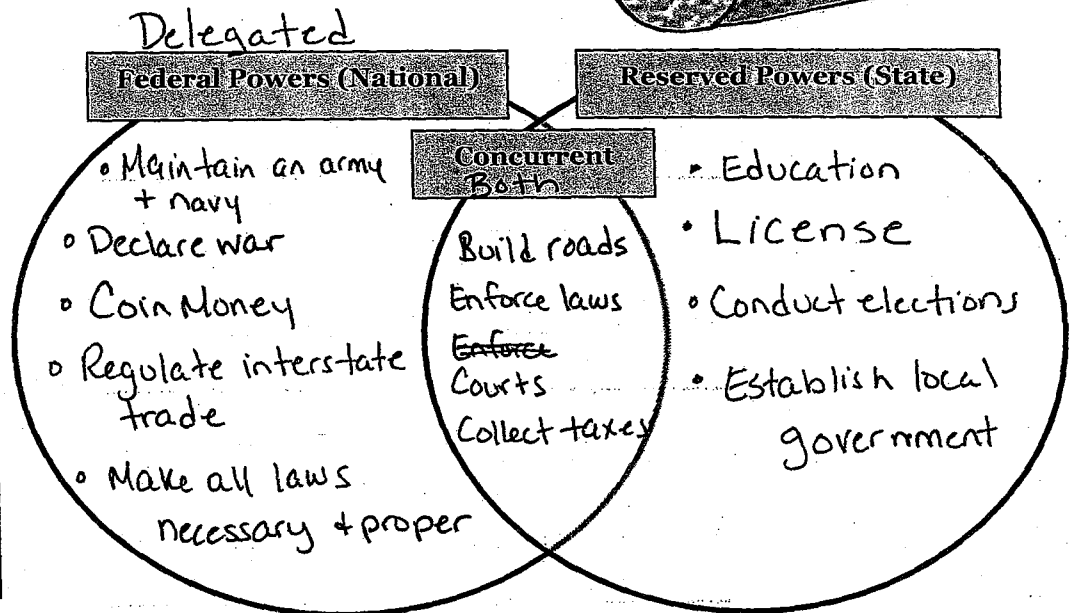 Delegated
Federal Powers (National)
Reserved Powers (State)
Concurrent
Both
• Maintain an army
+ navy
• Declare war
• Coin Money
• Regulate interstate
trade
• Make all laws
necessary + proper
Build roads
Enforce laws
Enforce
Courts
Collect taxes
• Education
• License
• Conduct elections
• Establish local
government